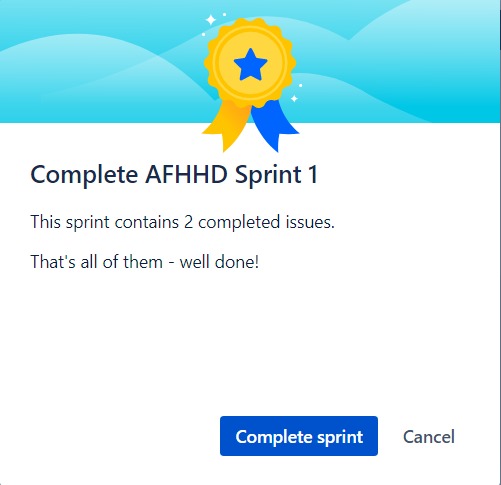 Complete AFHHD Sprint 1
This sprint contains 2 completed issues.
That's all of them - well done!
Complete sprint
Cancel